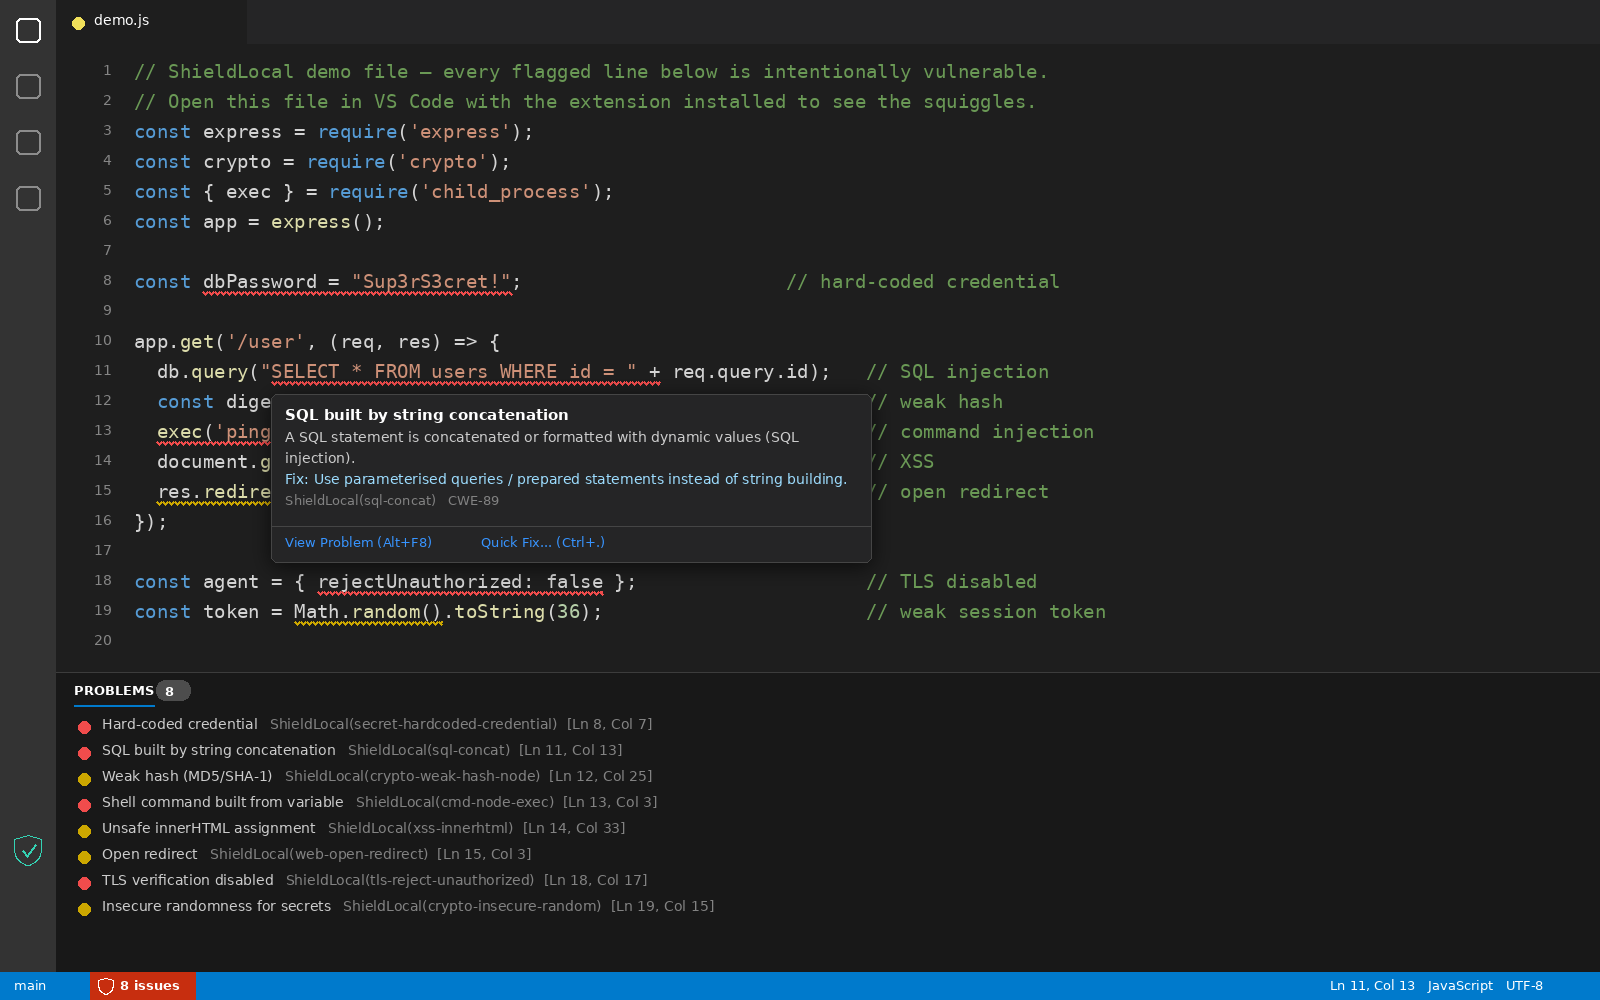 demo.js
1 // ShieldLocal demo file — every flagged line below is intentionally vulnerable.
2 // Open this file in VS Code with the extension installed to see the squiggles.
3 const express = require('express');
4 const crypto = require('crypto');
5 const { exec } = require('child_process');
6 const app = express();
7
8 const dbPassword = "Sup3rS3cret!"; // hard-coded credential
9
10 app.get('/user', (req, res) => {
11 db.query("SELECT * FROM users WHERE id = " + req.query.id); // SQL injection
12 const dige // weak hash
13 exec('ping // command injection
14 document.g // XSS
15 res.redire // open redirect
16 });
17
SQL built by string concatenation
A SQL statement is concatenated or formatted with dynamic values (SQL
injection).
Fix: Use parameterised queries / prepared statements instead of string building.
ShieldLocal(sql-concat) CWE-89
View Problem (Alt+F8) Quick Fix... (Ctrl+.)
18 const agent = { rejectUnauthorized: false }; // TLS disabled
19 const token = Math.random().toString(36); // weak session token
20
PROBLEMS 8
Hard-coded credential ShieldLocal(secret-hardcoded-credential) [Ln 8, Col 7]
SQL built by string concatenation ShieldLocal(sql-concat) [Ln 11, Col 13]
Weak hash (MD5/SHA-1) ShieldLocal(crypto-weak-hash-node) [Ln 12, Col 25]
Shell command built from variable ShieldLocal(cmd-node-exec) [Ln 13, Col 3]
Unsafe innerHTML assignment ShieldLocal(xss-innerhtml) [Ln 14, Col 33]
Open redirect ShieldLocal(web-open-redirect) [Ln 15, Col 3]
TLS verification disabled ShieldLocal(tls-reject-unauthorized) [Ln 18, Col 17]
Insecure randomness for secrets ShieldLocal(crypto-insecure-random) [Ln 19, Col 15]
main 8 issues Ln 11, Col 13 JavaScript UTF-8